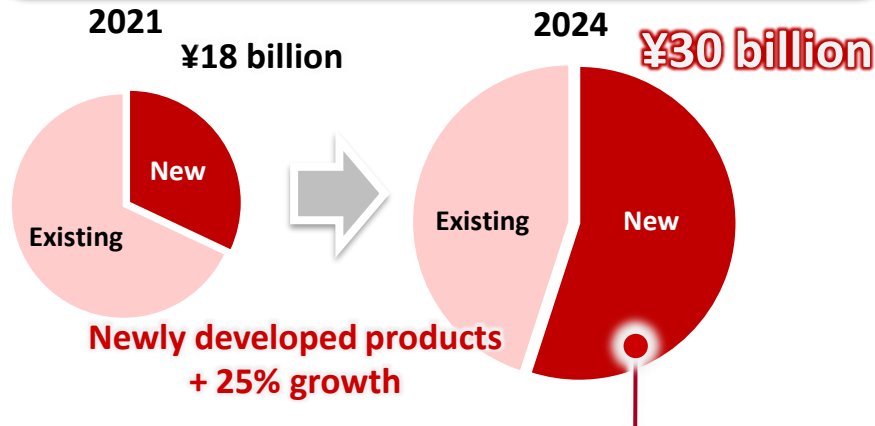 2021
¥18 billion
New
Existing
2024
¥30 billion
Existing
New
Newly developed products
+ 25% growth